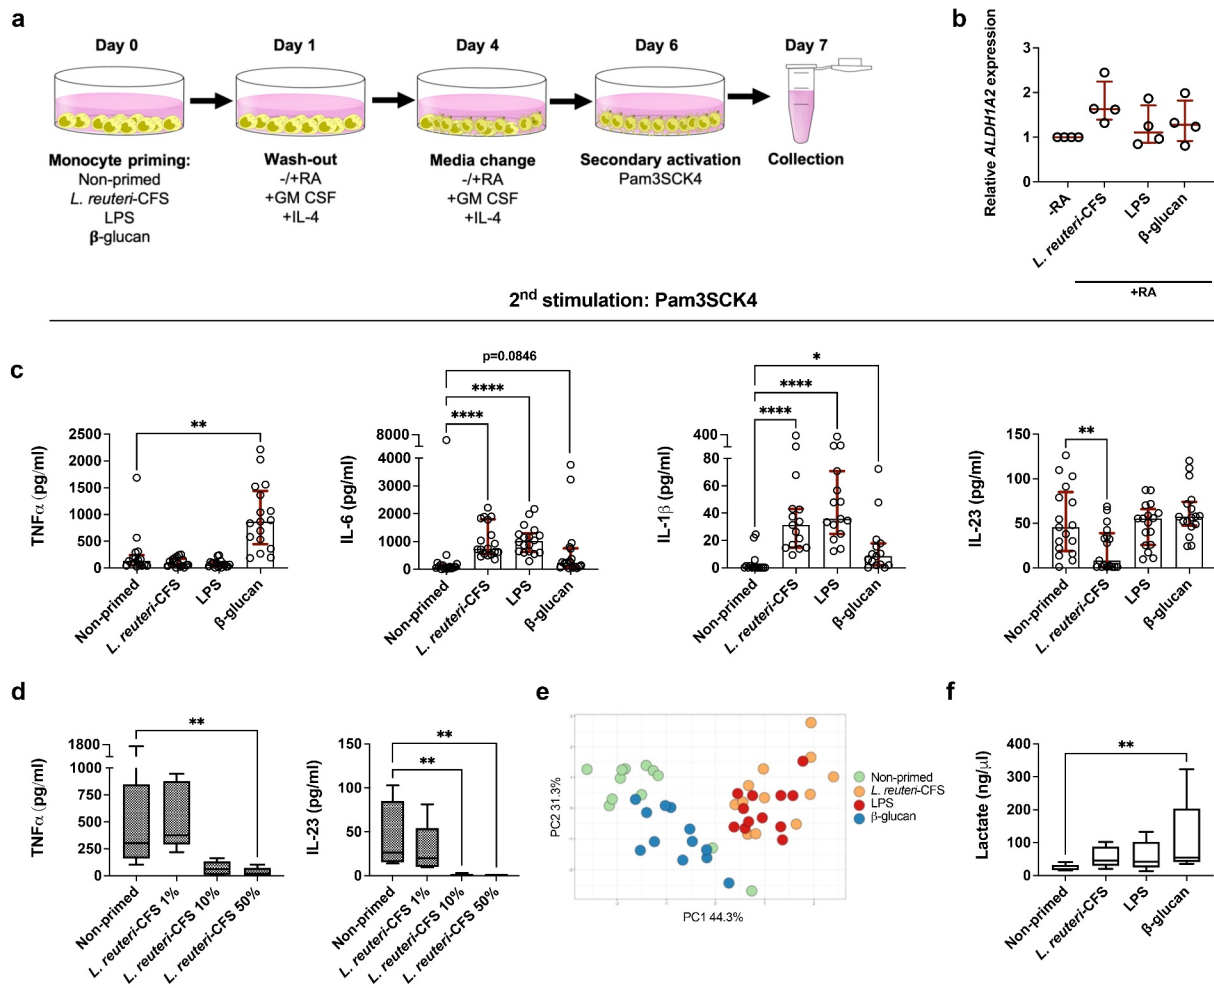 a
Day 0
Day 1
Day 4
Day 6
Day 7
Monocyte priming:
Non-primed
L. reuteri-CFS
LPS
β-glucan
Wash-out
-/+RA
+GM CSF
+IL-4
Media change
-/+RA
+GM CSF
+IL-4
Secondary activation
Pam3SCK4
Collection
b
Relative ALDH1A2 expression
3
2
1
0
-RA
L. reuteri-CFS
LPS
β-glucan
+RA
2nd stimulation: Pam3SCK4
c
TNFα (pg/ml)
2500
2000
1500
1000
500
0
**
Non-primed
L. reuteri-CFS
LPS
β-glucan
IL-6 (pg/ml)
8000
4000
3000
2000
1000
0
p=0.0846
****
****
Non-primed
L. reuteri-CFS
LPS
β-glucan
IL-1β (pg/ml)
400
80
60
40
20
0
*
****
****
Non-primed
L. reuteri-CFS
LPS
β-glucan
IL-23 (pg/ml)
150
100
50
0
**
Non-primed
L. reuteri-CFS
LPS
β-glucan
d
TNFα (pg/ml)
1800
1000
750
500
250
0
**
Non-primed
L. reuteri-CFS 1%
L. reuteri-CFS 10%
L. reuteri-CFS 50%
IL-23 (pg/ml)
150
100
50
0
**
**
Non-primed
L. reuteri-CFS 1%
L. reuteri-CFS 10%
L. reuteri-CFS 50%
e
PC2 31.3%
PC1 44.3%
Non-primed
L. reuteri-CFS
LPS
β-glucan
f
Lactate (ng/µl)
400
300
200
100
0
**
Non-primed
L. reuteri-CFS
LPS
β-glucan